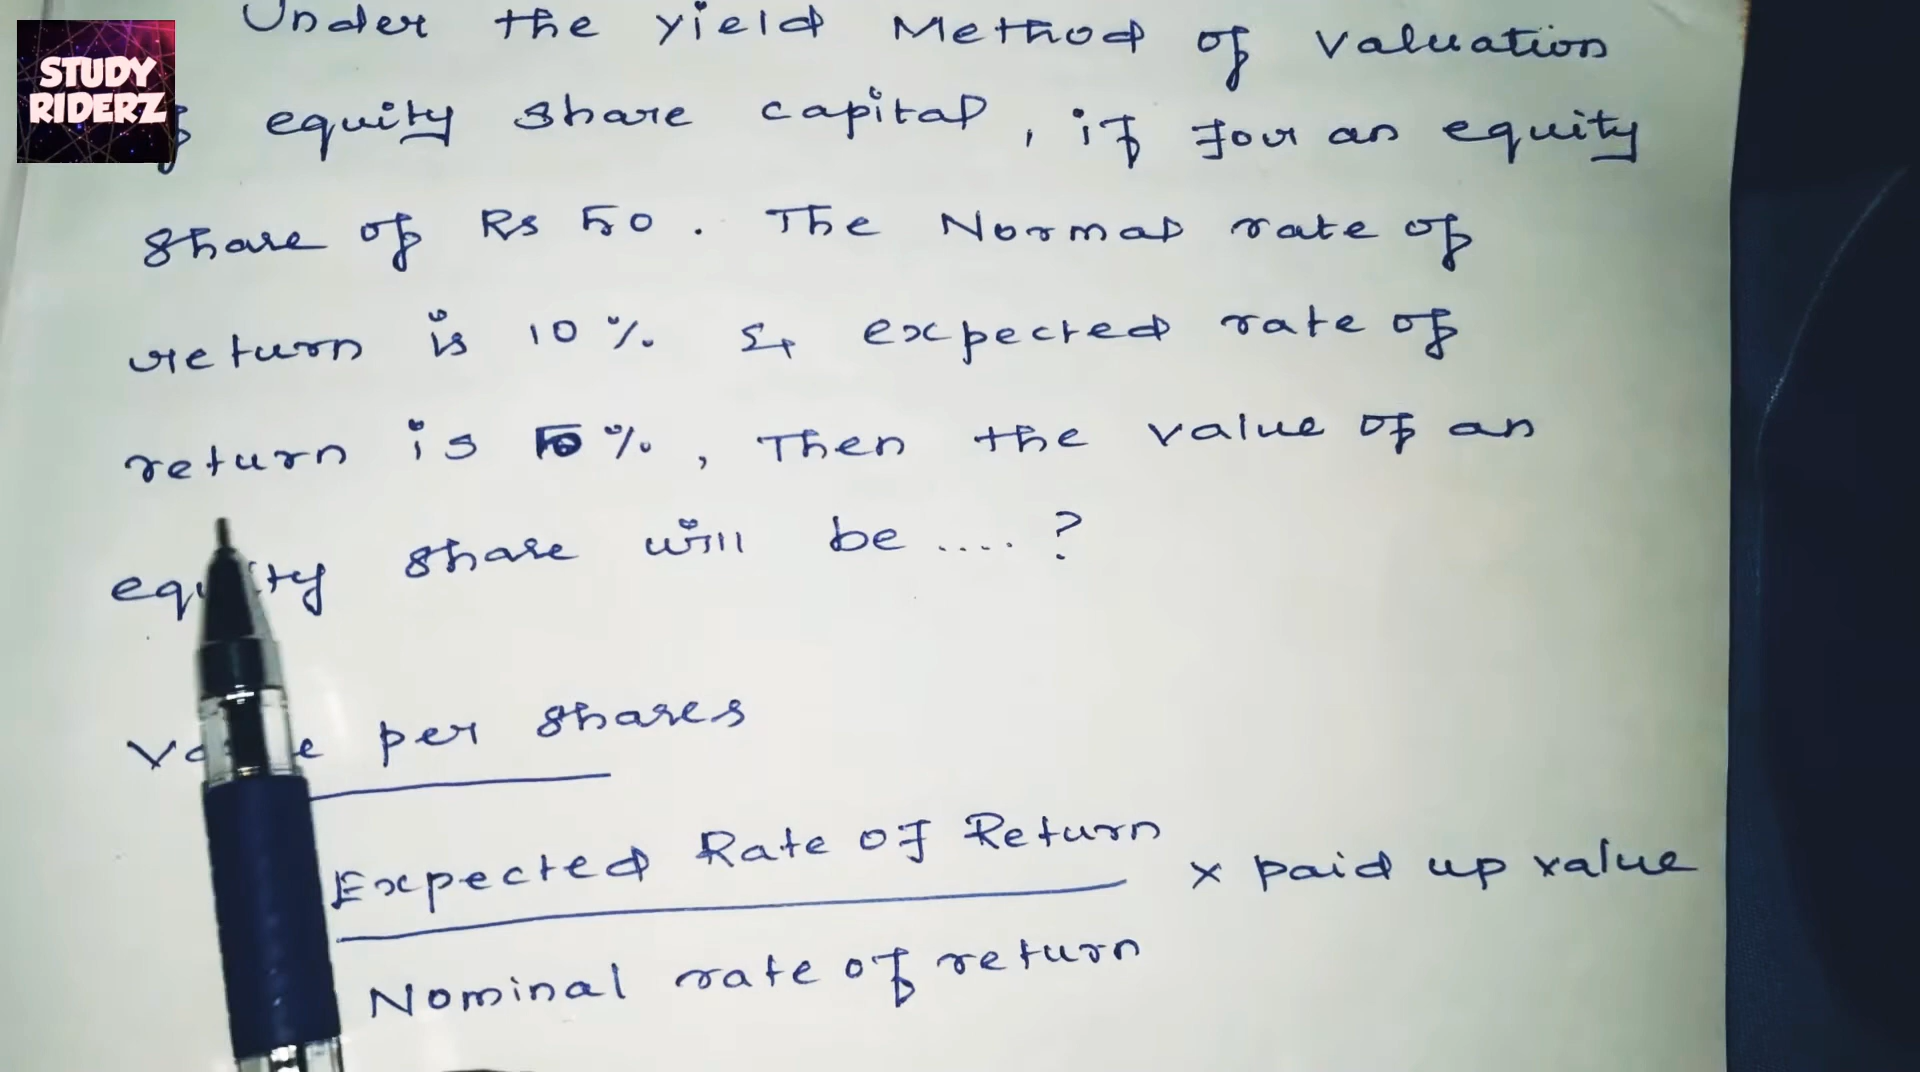 Under the yield Method of valuation
STUDY
RIDERZ
equity share capital, if for an equity
share of Rs 50. The Normal rate of
return is 10% & expected rate of
return is %, Then the value of an
equity share will be ....?
Value per shares
Expected Rate of Return
x paid up value
Nominal rate of return